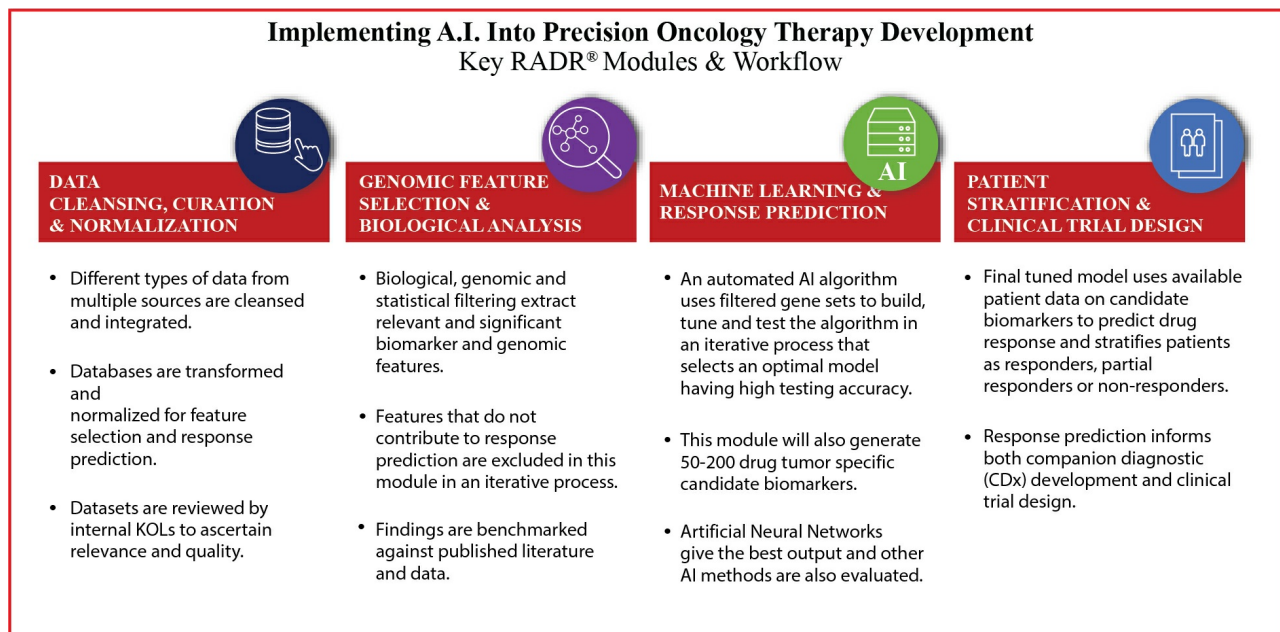 Implementing A.I. Into Precision Oncology Therapy Development
Key RADR® Modules & Workflow
DATA
CLEANSING, CURATION
& NORMALIZATION
• Different types of data from
multiple sources are cleansed
and integrated.
• Databases are transformed
and
normalized for feature
selection and response
prediction.
• Datasets are reviewed by
internal KOLs to ascertain
relevance and quality.
GENOMIC FEATURE
SELECTION &
BIOLOGICAL ANALYSIS
• Biological, genomic and
statistical filtering extract
relevant and significant
biomarker and genomic
features.
• Features that do not
contribute to response
prediction are excluded in this
module in an iterative process.
• Findings are benchmarked
against published literature
and data.
AI
MACHINE LEARNING &
RESPONSE PREDICTION
• An automated AI algorithm
uses filtered gene sets to build,
tune and test the algorithm in
an iterative process that
selects an optimal model
having high testing accuracy.
• This module will also generate
50-200 drug tumor specific
candidate biomarkers.
• Artificial Neural Networks
give the best output and other
AI methods are also evaluated.
PATIENT
STRATIFICATION &
CLINICAL TRIAL DESIGN
• Final tuned model uses available
patient data on candidate
biomarkers to predict drug
response and stratifies patients
as responders, partial
responders or non-responders.
• Response prediction informs
both companion diagnostic
(CDx) development and clinical
trial design.